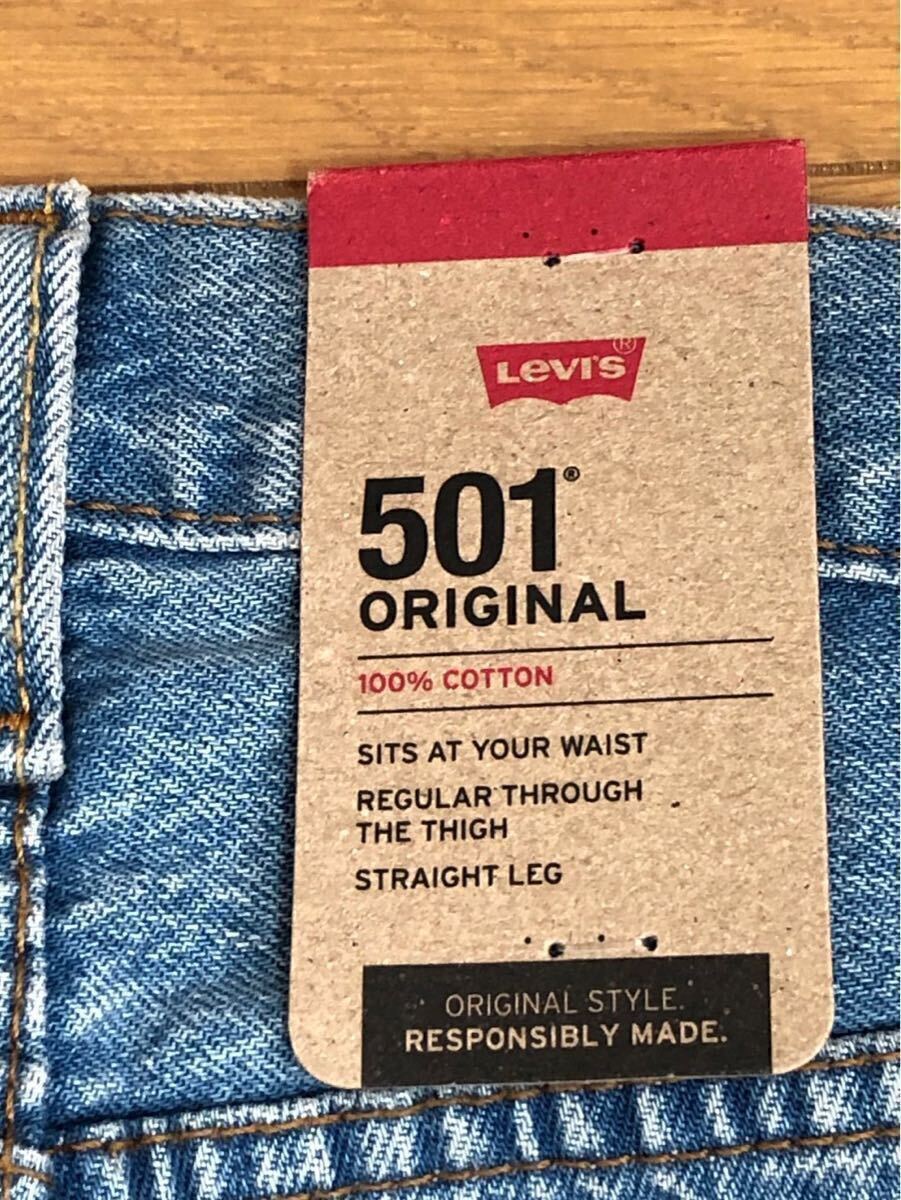 LEVI'S®
501®
ORIGINAL
100% COTTON
SITS AT YOUR WAIST
REGULAR THROUGH
THE THIGH
STRAIGHT LEG
ORIGINAL STYLE.
RESPONSIBLY MADE.